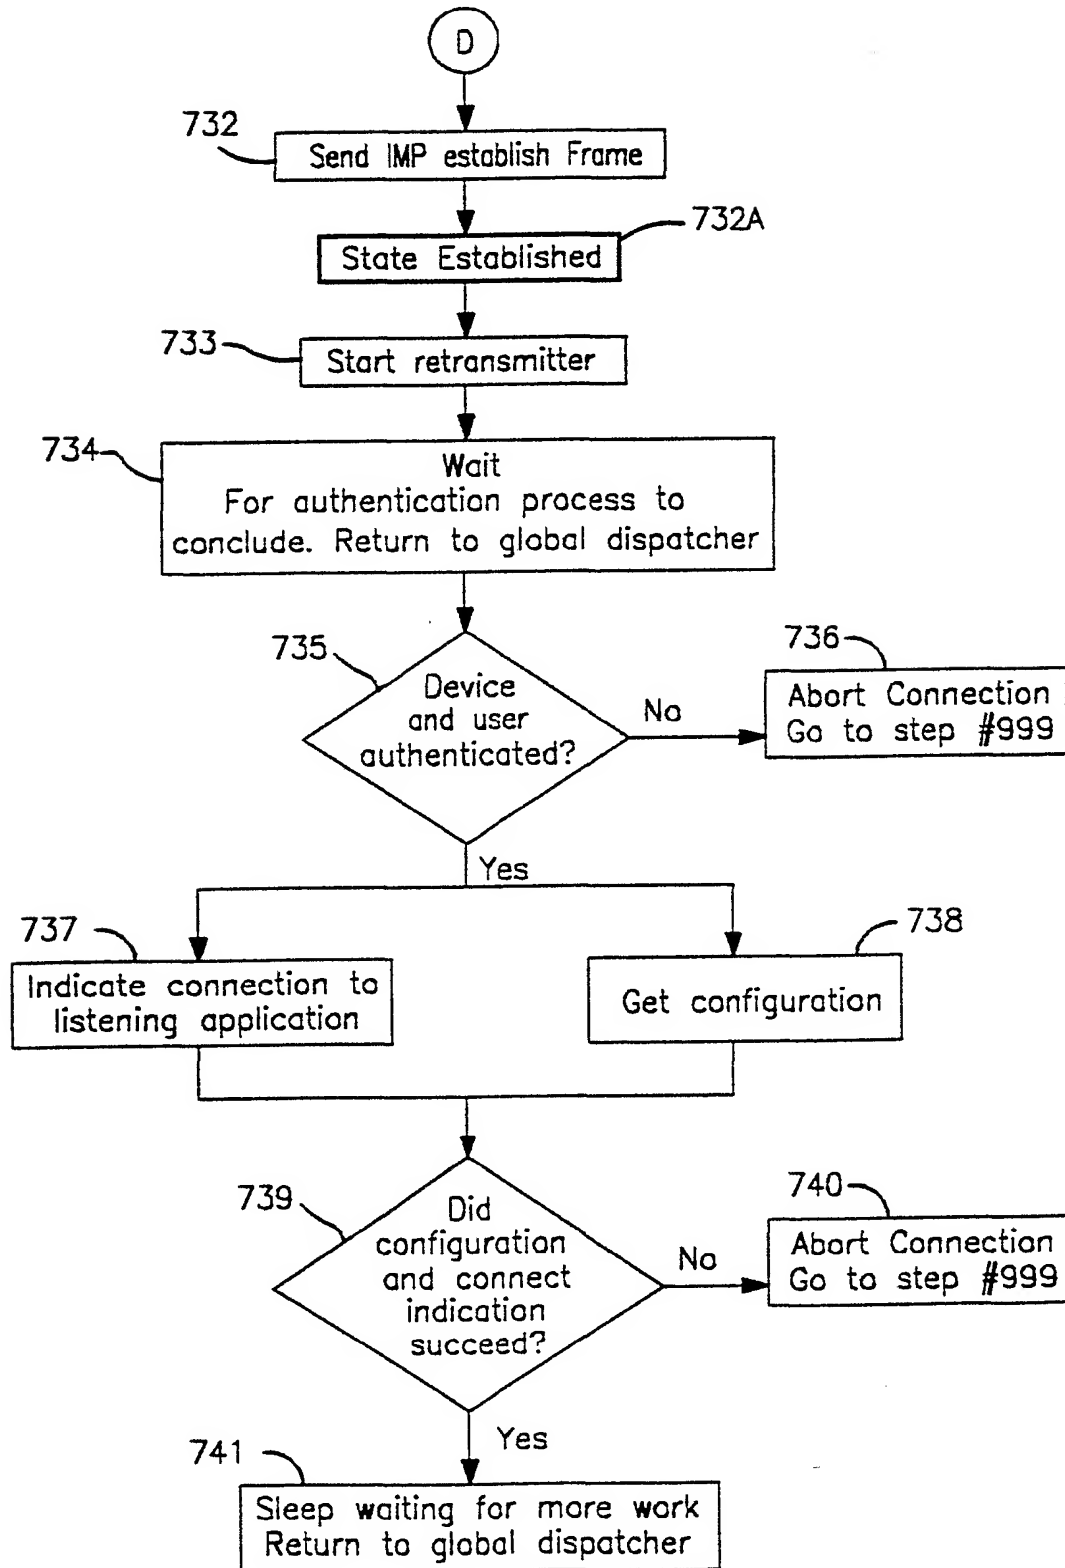 D
732
Send IMP establish Frame
732A
State Established
733
Start retransmitter
734
Wait
For authentication process to
conclude. Return to global dispatcher
735
Device
and user
authenticated?
No
736
Abort Connection
Go to step #999
Yes
737
Indicate connection to
listening application
738
Get configuration
739
Did
configuration
and connect
indication
succeed?
No
740
Abort Connection
Go to step #999
Yes
741
Sleep waiting for more work
Return to global dispatcher